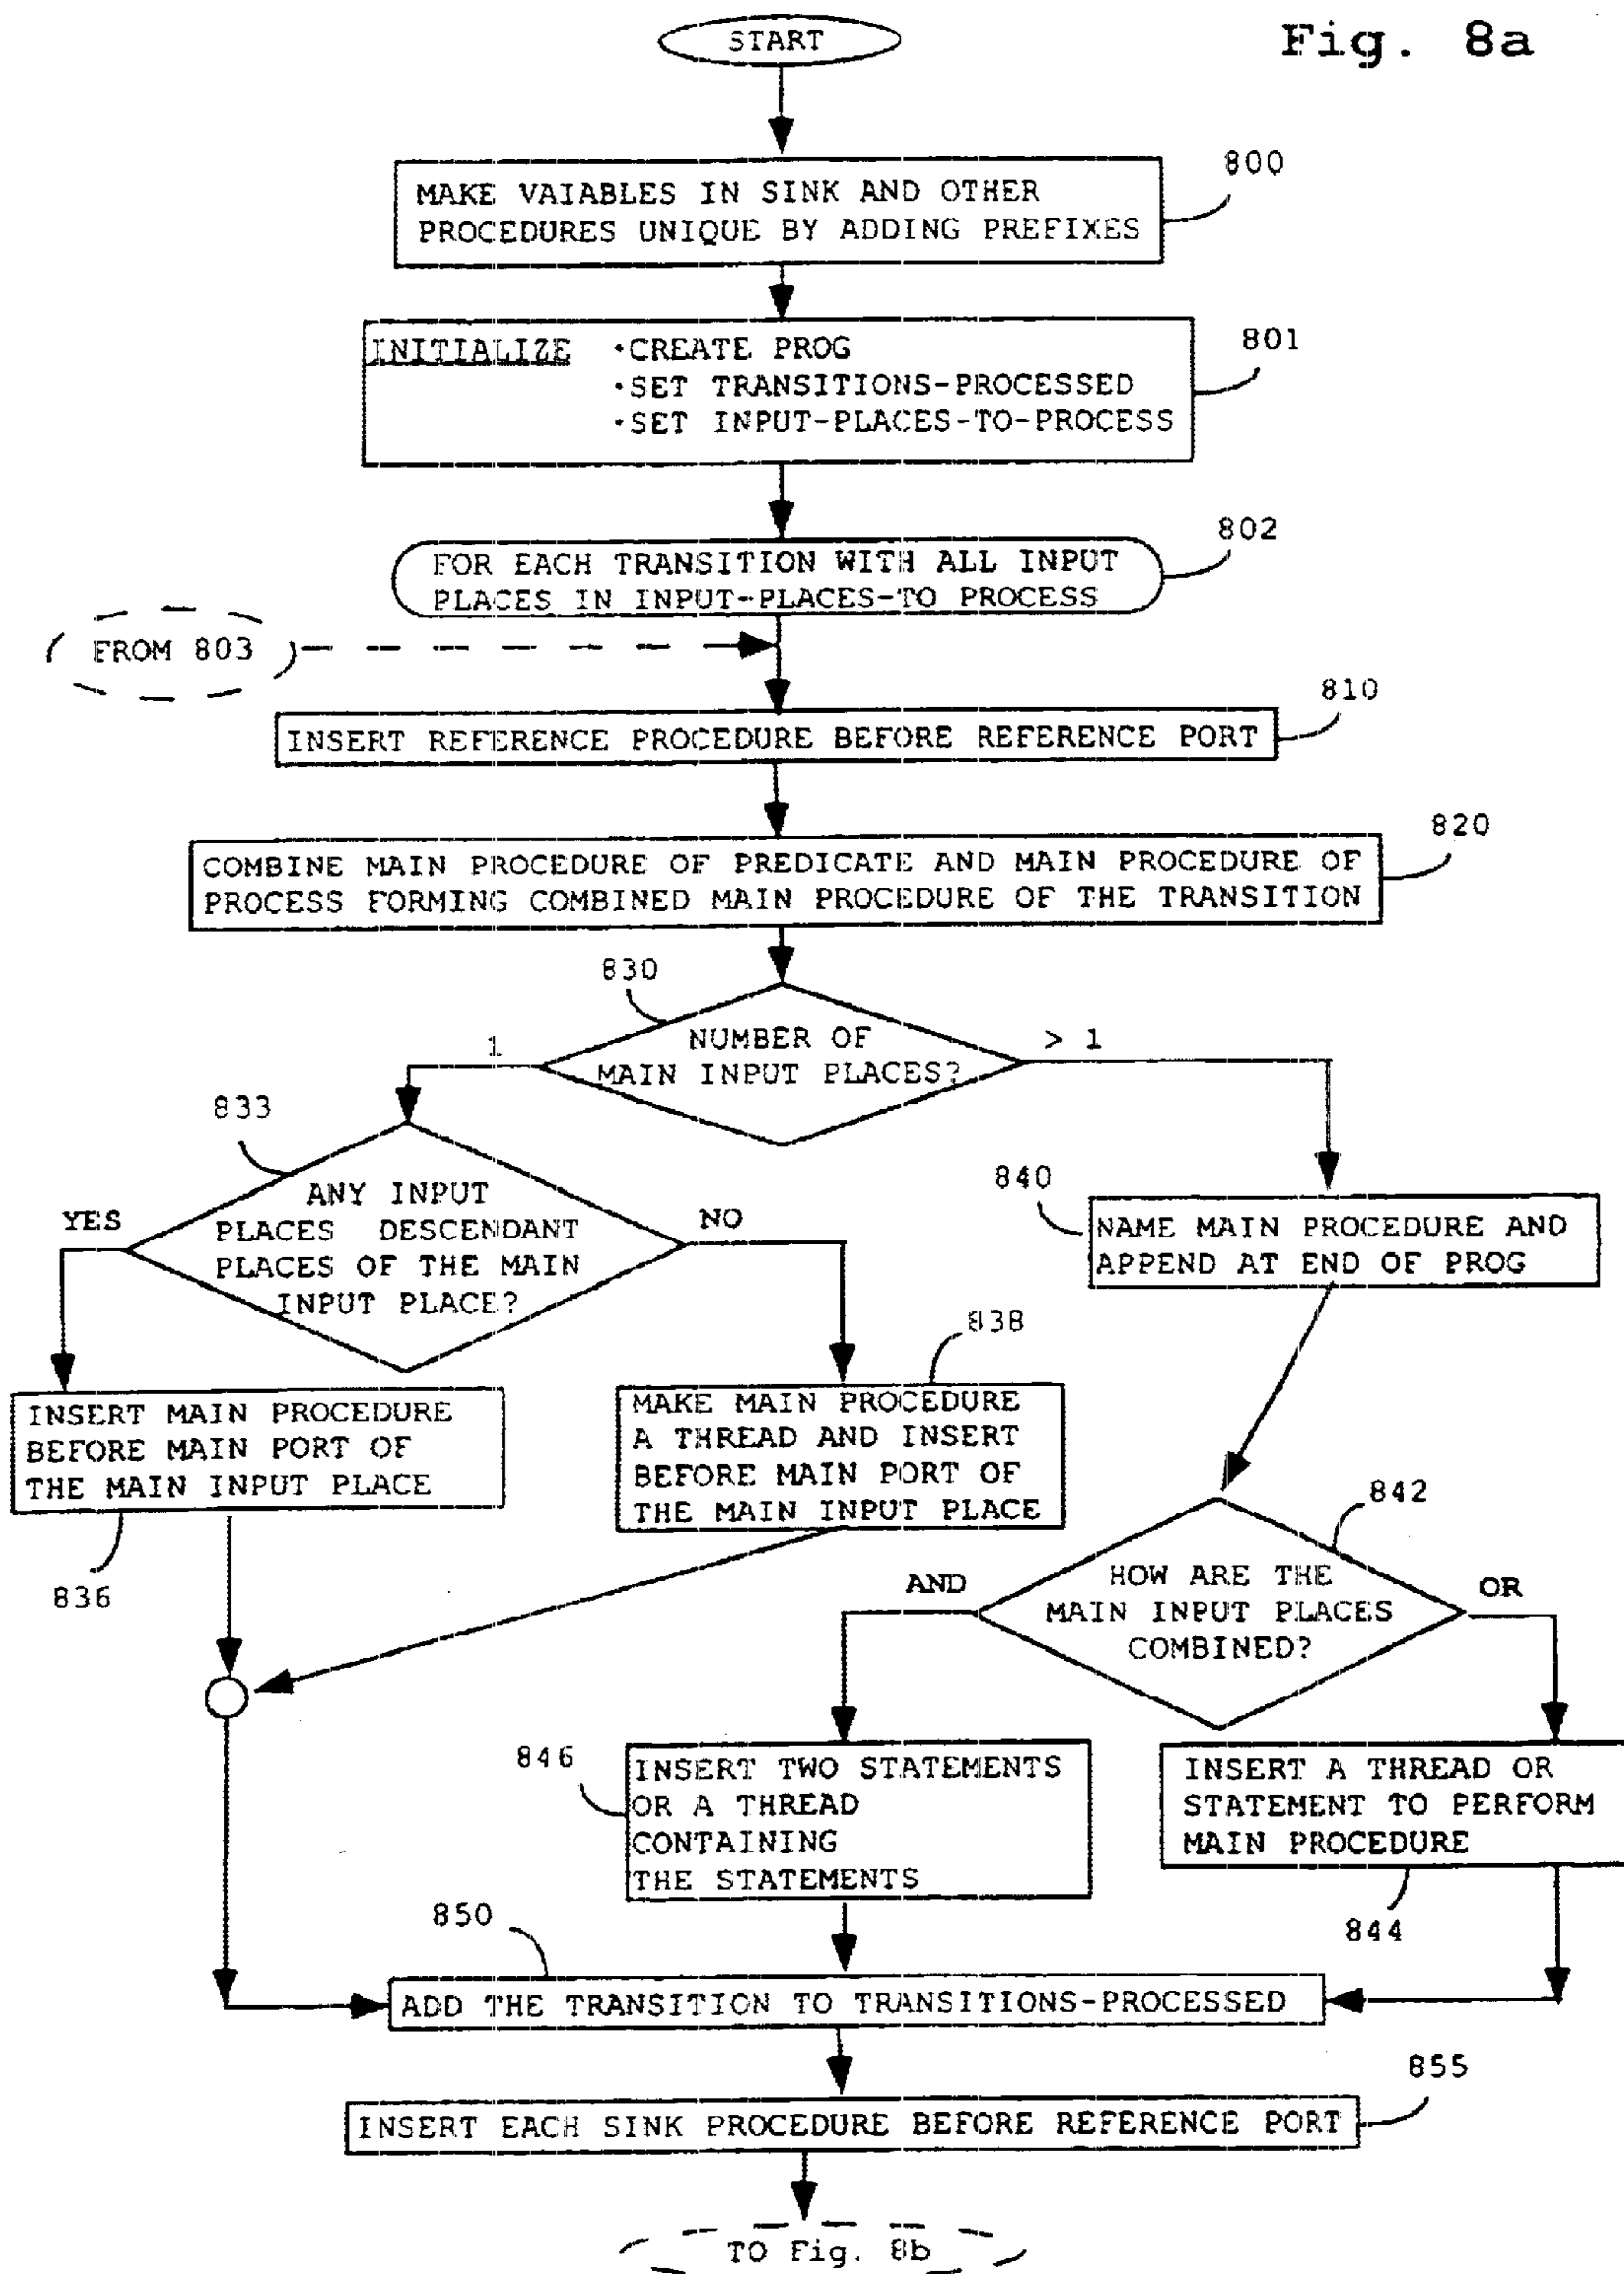 Fig. 8a
START
800
MAKE VAIABLES IN SINK AND OTHER
PROCEDURES UNIQUE BY ADDING PREFIXES
801
INITIALIZE •CREATE PROG
•SET TRANSITIONS-PROCESSED
•SET INPUT-PLACES-TO-PROCESS
802
FOR EACH TRANSITION WITH ALL INPUT
PLACES IN INPUT-PLACES-TO PROCESS
FROM 803
810
INSERT REFERENCE PROCEDURE BEFORE REFERENCE PORT
820
COMBINE MAIN PROCEDURE OF PREDICATE AND MAIN PROCEDURE OF
PROCESS FORMING COMBINED MAIN PROCEDURE OF THE TRANSITION
830
NUMBER OF
MAIN INPUT PLACES?
1
> 1
833
ANY INPUT
PLACES DESCENDANT
PLACES OF THE MAIN
INPUT PLACE?
YES
NO
840
NAME MAIN PROCEDURE AND
APPEND AT END OF PROG
838
INSERT MAIN PROCEDURE
BEFORE MAIN PORT OF
THE MAIN INPUT PLACE
836
MAKE MAIN PROCEDURE
A THREAD AND INSERT
BEFORE MAIN PORT OF
THE MAIN INPUT PLACE
842
HOW ARE THE
MAIN INPUT PLACES
COMBINED?
AND
OR
846
INSERT TWO STATEMENTS
OR A THREAD
CONTAINING
THE STATEMENTS
INSERT A THREAD OR
STATEMENT TO PERFORM
MAIN PROCEDURE
844
850
ADD THE TRANSITION TO TRANSITIONS-PROCESSED
855
INSERT EACH SINK PROCEDURE BEFORE REFERENCE PORT
TO Fig. 8b